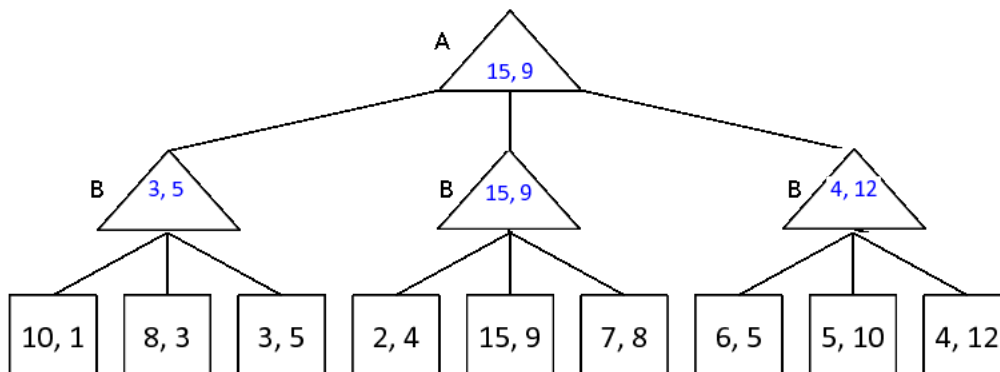 A
15, 9
B 3, 5 B 15, 9 B 4, 12
10, 1 8, 3 3, 5 2, 4 15, 9 7, 8 6, 5 5, 10 4, 12